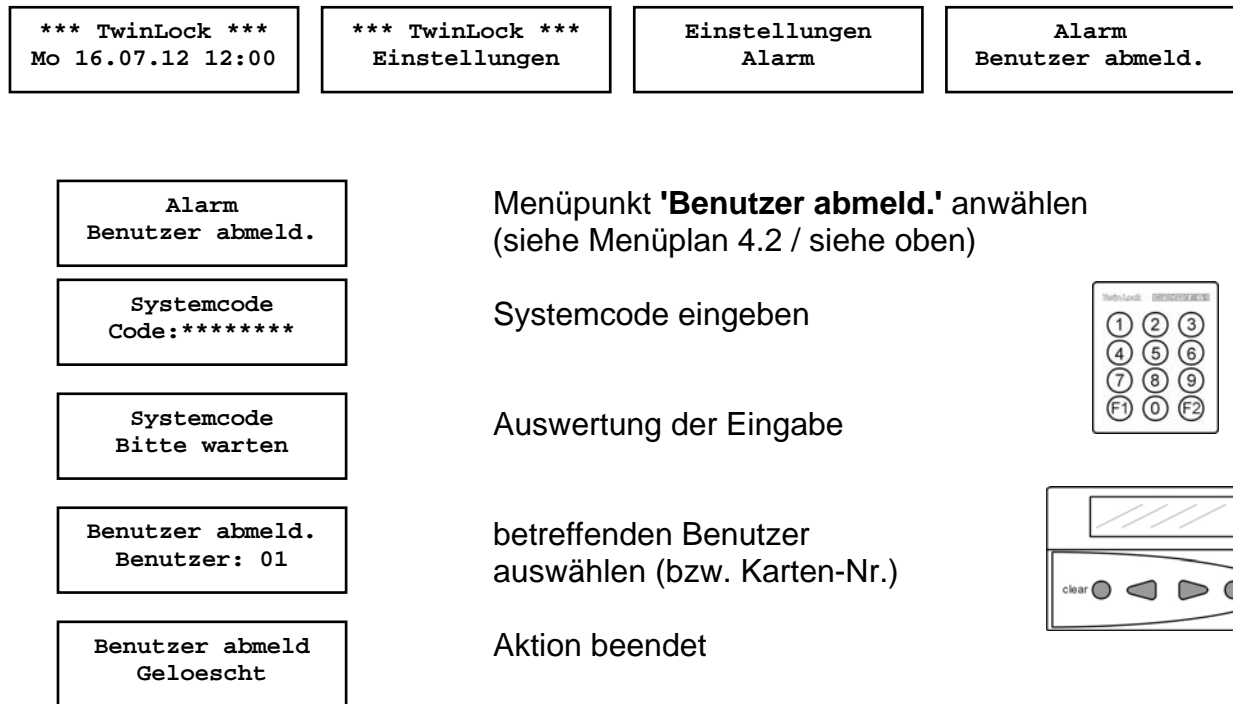 *** TwinLock ***
Mo 16.07.12 12:00
*** TwinLock ***
Einstellungen
Einstellungen
Alarm
Alarm
Benutzer abmeld.
Alarm
Benutzer abmeld.
Menüpunkt 'Benutzer abmeld.' anwählen
(siehe Menüplan 4.2 / siehe oben)
Systemcode
Code:********
Systemcode eingeben
TwinLock
1 2 3
4 5 6
7 8 9
F1 0 F2
Systemcode
Bitte warten
Auswertung der Eingabe
Benutzer abmeld.
Benutzer: 01
betreffenden Benutzer
auswählen (bzw. Karten-Nr.)
clear
Benutzer abmeld
Geloescht
Aktion beendet